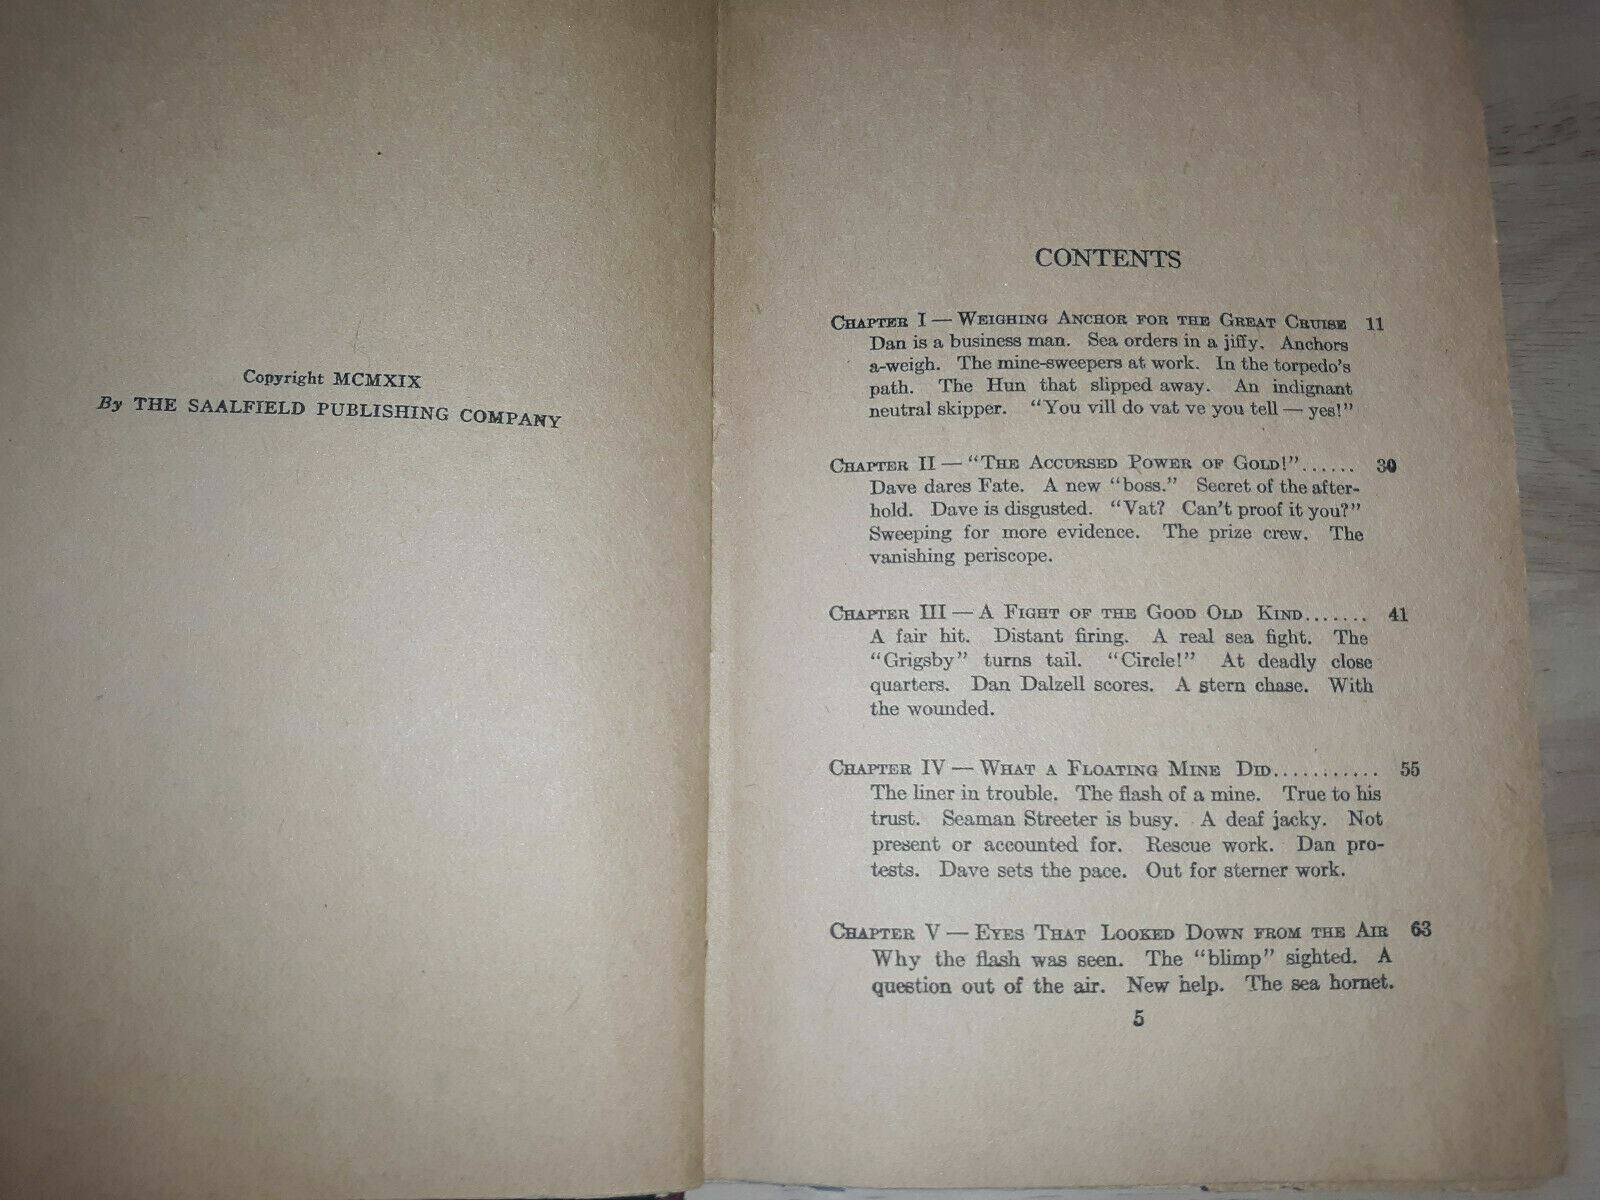 Copyright MCMXIX
By THE SAALFIELD PUBLISHING COMPANY
CONTENTS
CHAPTER I — WEIGHING ANCHOR FOR THE GREAT CRUISE 11
Dan is a business man. Sea orders in a jiffy. Anchors
a-weigh. The mine-sweepers at work. In the torpedo's
path. The Hun that slipped away. An indignant
neutral skipper. "You vill do vat ve you tell — yes!"
CHAPTER II — "THE ACCURSED POWER OF GOLD!"...... 30
Dave dares Fate. A new "boss." Secret of the after-
hold. Dave is disgusted. "Vat? Can't proof it you?"
Sweeping for more evidence. The prize crew. The
vanishing periscope.
CHAPTER III — A FIGHT OF THE GOOD OLD KIND....... 41
A fair hit. Distant firing. A real sea fight. The
"Grigsby" turns tail. "Circle!" At deadly close
quarters. Dan Dalzell scores. A stern chase. With
the wounded.
CHAPTER IV — WHAT A FLOATING MINE DID........... 55
The liner in trouble. The flash of a mine. True to his
trust. Seaman Streeter is busy. A deaf jacky. Not
present or accounted for. Rescue work. Dan pro-
tests. Dave sets the pace. Out for sterner work.
CHAPTER V — EYES THAT LOOKED DOWN FROM THE AIR 63
Why the flash was seen. The "blimp" sighted. A
question out of the air. New help. The sea hornet.
5